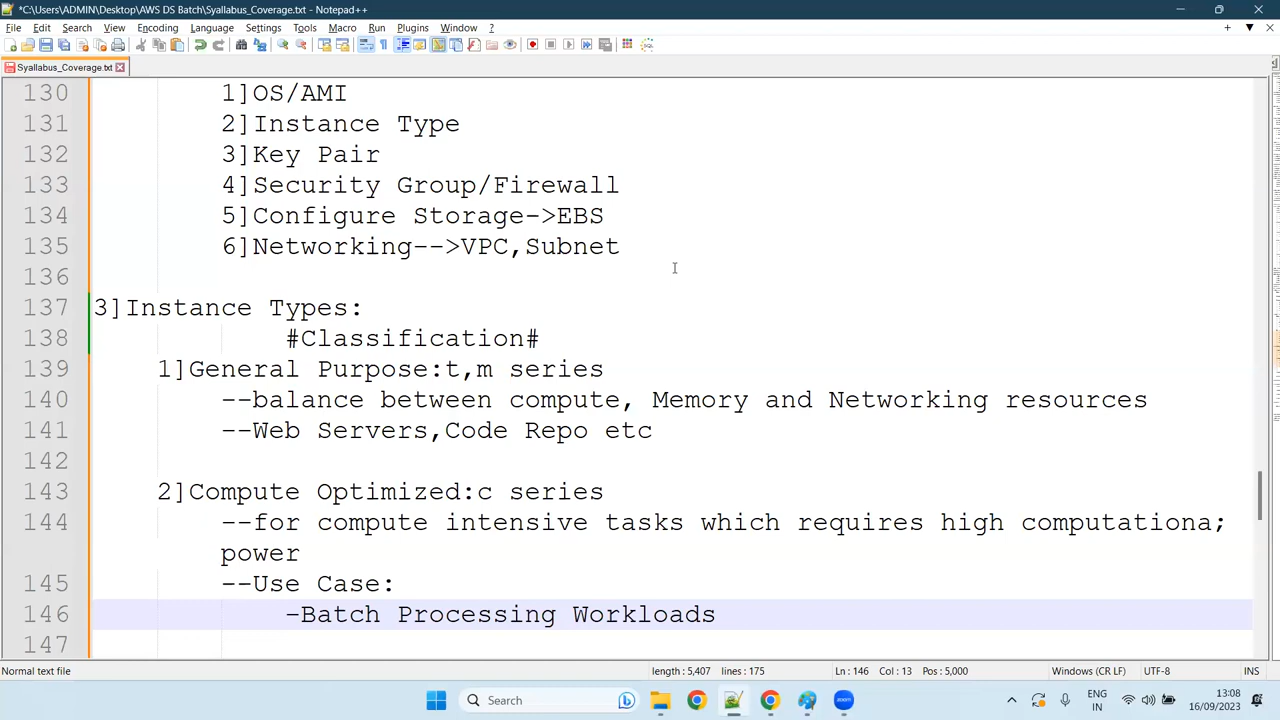 *C:\Users\ADMIN\Desktop\AWS DS Batch\Syallabus_Coverage.txt - Notepad++
File Edit Search View Encoding Language Settings Tools Macro Run Plugins Window ?
Syallabus_Coverage.txt
130 1]OS/AMI
131 2]Instance Type
132 3]Key Pair
133 4]Security Group/Firewall
134 5]Configure Storage->EBS
135 6]Networking-->VPC,Subnet
136
137 3]Instance Types:
138 #Classification#
139 1]General Purpose:t,m series
140 --balance between compute, Memory and Networking resources
141 --Web Servers,Code Repo etc
142
143 2]Compute Optimized:c series
144 --for compute intensive tasks which requires high computationa;
power
145 --Use Case:
146 -Batch Processing Workloads
147
Normal text file length : 5,407 lines : 175 Ln : 146 Col : 13 Pos : 5,000 Windows (CR LF) UTF-8 INS
Search ENG IN 13:08 16/09/2023